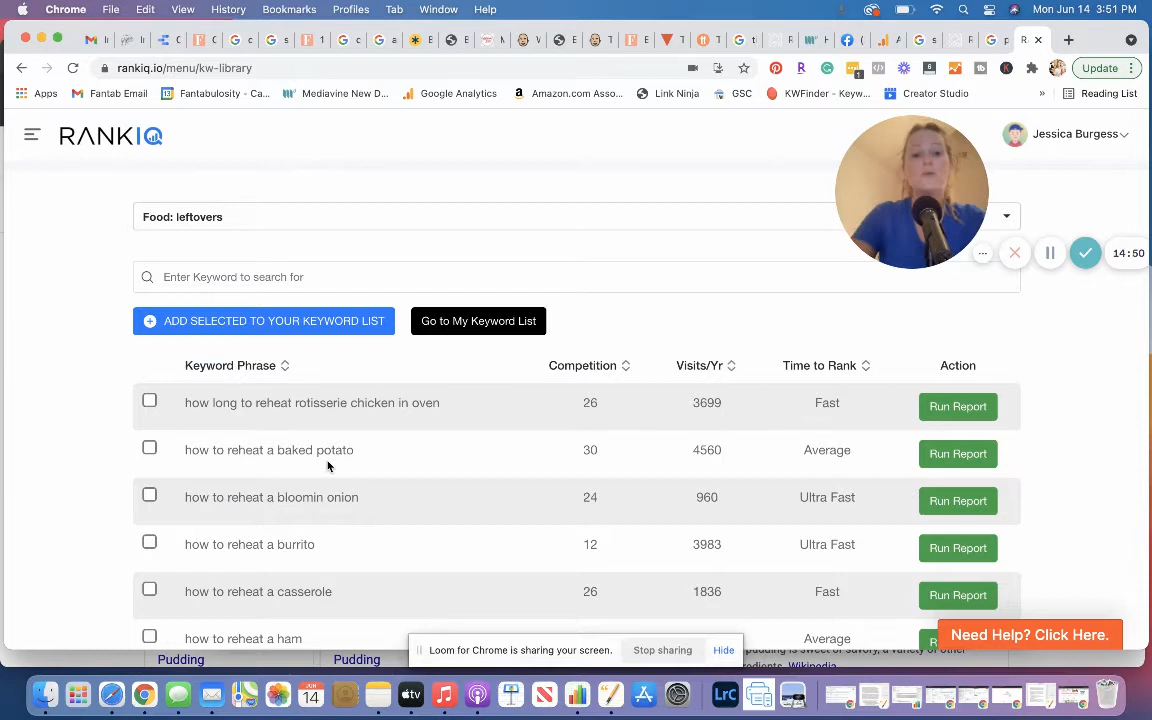 Chrome File Edit View History Bookmarks Profiles Tab Window Help Mon Jun 14 3:51 PM
rankiq.io/menu/kw-library Update
Apps Fantab Email Fantabulosity - Ca... Mediavine New D... Google Analytics Amazon.com Asso... Link Ninja GSC KWFinder - Keyw... Creator Studio » Reading List
RANKIQ Jessica Burgess
Food: leftovers
14:50
Enter Keyword to search for
ADD SELECTED TO YOUR KEYWORD LIST Go to My Keyword List
Keyword Phrase Competition Visits/Yr Time to Rank Action
how long to reheat rotisserie chicken in oven 26 3699 Fast Run Report
how to reheat a baked potato 30 4560 Average Run Report
how to reheat a bloomin onion 24 960 Ultra Fast Run Report
how to reheat a burrito 12 3983 Ultra Fast Run Report
how to reheat a casserole 26 1836 Fast Run Report
how to reheat a ham Average
Need Help? Click Here.
Loom for Chrome is sharing your screen. Stop sharing Hide
Pudding Pudding Wikipedia
JUN
14
tv
LrC